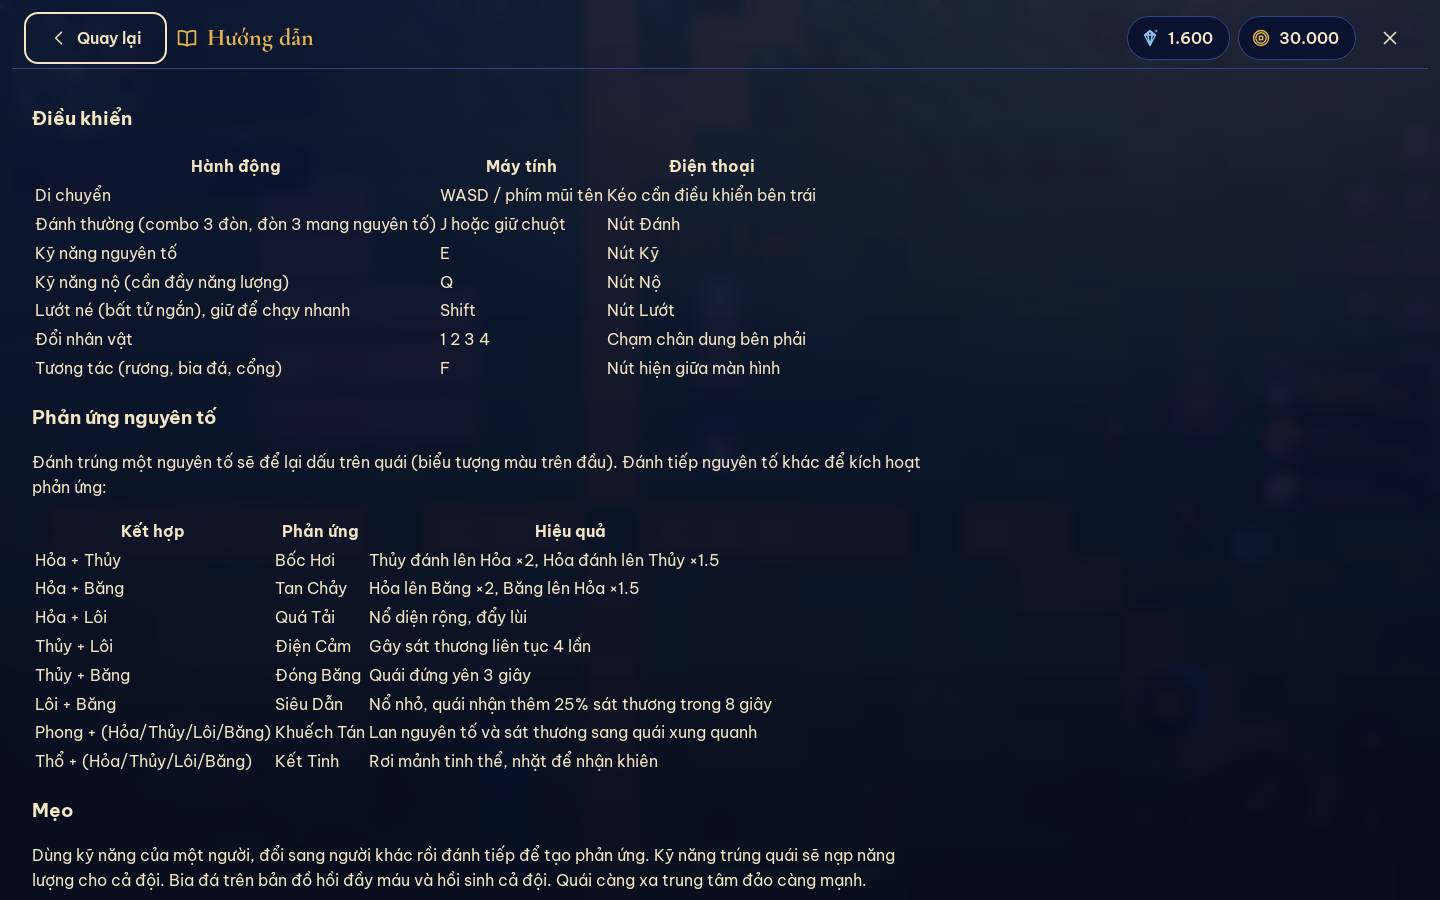 Quay lại
Hướng dẫn
1.600
30.000
Điều khiển
Hành động Máy tính Điện thoại
Di chuyển WASD / phím mũi tên Kéo cần điều khiển bên trái
Đánh thường (combo 3 đòn, đòn 3 mang nguyên tố) J hoặc giữ chuột Nút Đánh
Kỹ năng nguyên tố E Nút Kỹ
Kỹ năng nộ (cần đầy năng lượng) Q Nút Nộ
Lướt né (bất tử ngắn), giữ để chạy nhanh Shift Nút Lướt
Đổi nhân vật 1 2 3 4 Chạm chân dung bên phải
Tương tác (rương, bia đá, cổng) F Nút hiện giữa màn hình
Phản ứng nguyên tố
Đánh trúng một nguyên tố sẽ để lại dấu trên quái (biểu tượng màu trên đầu). Đánh tiếp nguyên tố khác để kích hoạt
phản ứng:
Kết hợp Phản ứng Hiệu quả
Hỏa + Thủy Bốc Hơi Thủy đánh lên Hỏa ×2, Hỏa đánh lên Thủy ×1.5
Hỏa + Băng Tan Chảy Hỏa lên Băng ×2, Băng lên Hỏa ×1.5
Hỏa + Lôi Quá Tải Nổ diện rộng, đẩy lùi
Thủy + Lôi Điện Cảm Gây sát thương liên tục 4 lần
Thủy + Băng Đóng Băng Quái đứng yên 3 giây
Lôi + Băng Siêu Dẫn Nổ nhỏ, quái nhận thêm 25% sát thương trong 8 giây
Phong + (Hỏa/Thủy/Lôi/Băng) Khuếch Tán Lan nguyên tố và sát thương sang quái xung quanh
Thổ + (Hỏa/Thủy/Lôi/Băng) Kết Tinh Rơi mảnh tinh thể, nhặt để nhận khiên
Mẹo
Dùng kỹ năng của một người, đổi sang người khác rồi đánh tiếp để tạo phản ứng. Kỹ năng trúng quái sẽ nạp năng
lượng cho cả đội. Bia đá trên bản đồ hồi đầy máu và hồi sinh cả đội. Quái càng xa trung tâm đảo càng mạnh.